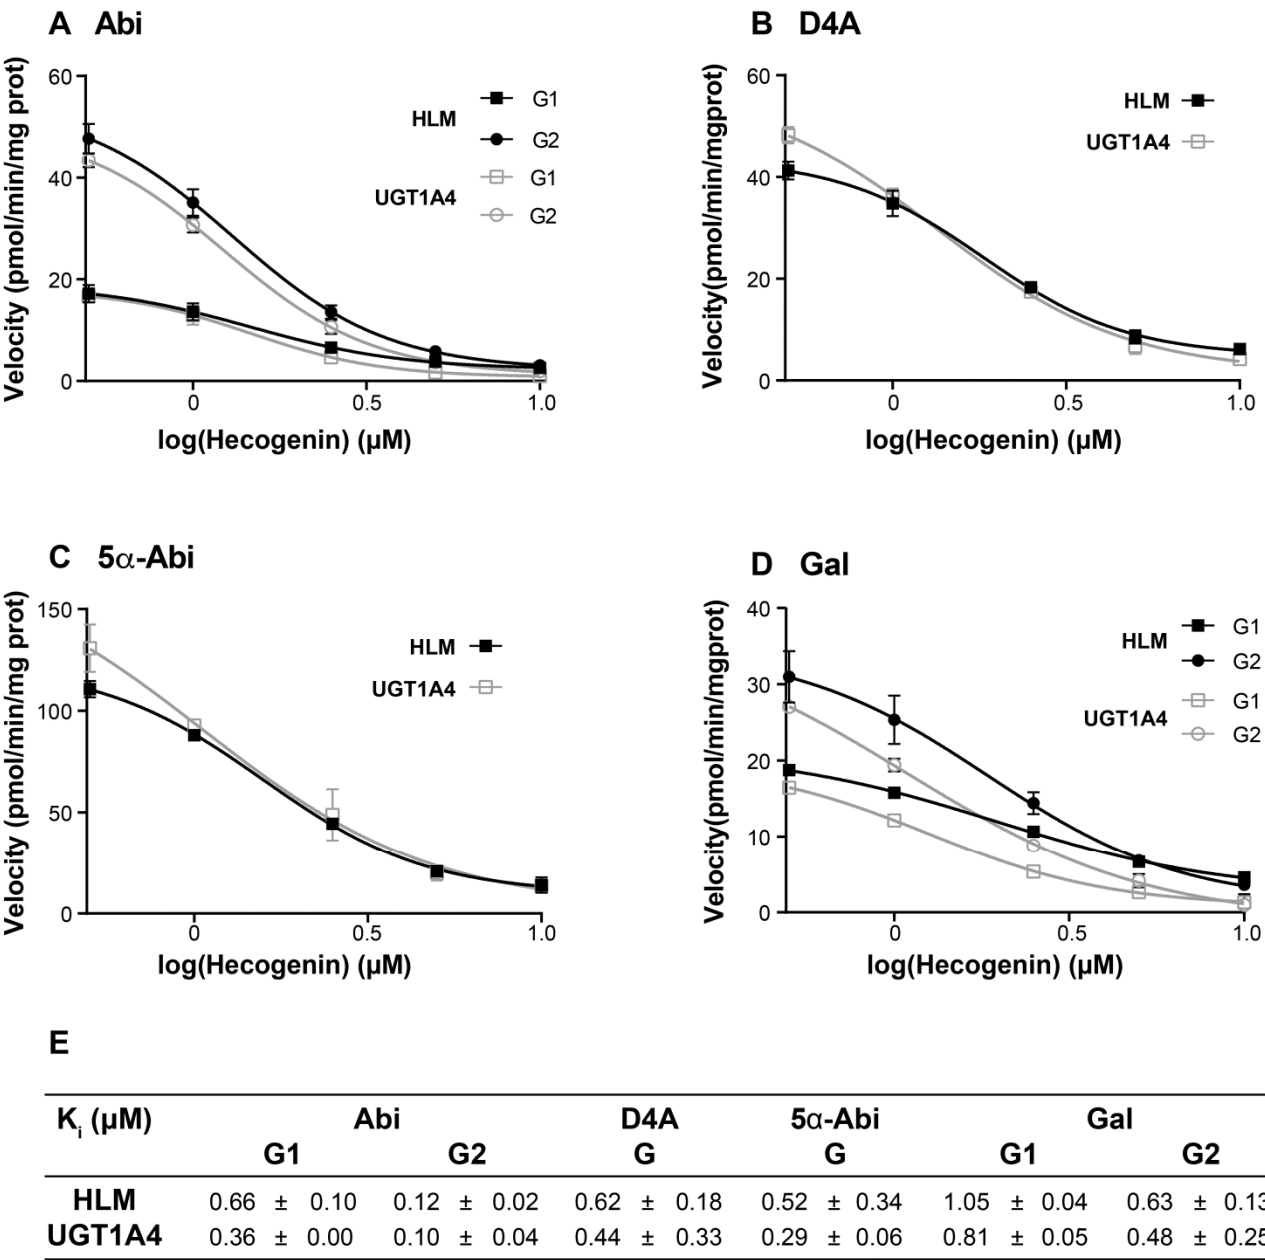 A Abi
Velocity (pmol/min/mg prot)
60
40
20
0
0
0.5
1.0
log(Hecogenin) (µM)
HLM
G1
G2
UGT1A4
G1
G2
B D4A
Velocity(pmol/min/mgprot)
60
40
20
0
0
0.5
1.0
log(Hecogenin) (µM)
HLM
UGT1A4
C 5α-Abi
Velocity (pmol/min/mg prot)
150
100
50
0
0
0.5
1.0
log(Hecogenin) (µM)
HLM
UGT1A4
D Gal
Velocity(pmol/min/mgprot)
40
30
20
10
0
0
0.5
1.0
log(Hecogenin) (µM)
HLM
G1
G2
UGT1A4
G1
G2
E
Ki (µM) Abi D4A 5α-Abi Gal
G1 G2 G G G1 G2
HLM 0.66 ± 0.10 0.12 ± 0.02 0.62 ± 0.18 0.52 ± 0.34 1.05 ± 0.04 0.63 ± 0.13
UGT1A4 0.36 ± 0.00 0.10 ± 0.04 0.44 ± 0.33 0.29 ± 0.06 0.81 ± 0.05 0.48 ± 0.25